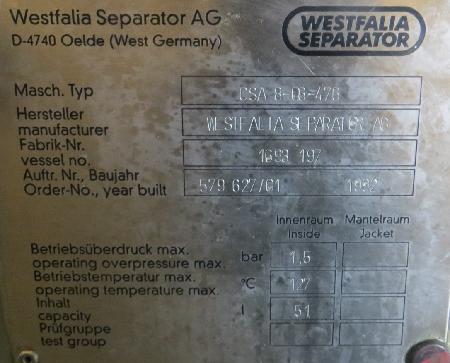 Westfalia Separator AG
D-4740 Oelde (West Germany)
WESTFALIA
SEPARATOR
Masch. Typ CSA 8-06-476
Hersteller
manufacturer WESTFALIA SEPARATOR AG
Fabrik-Nr.
vessel no. 1693 197
Auftr. Nr., Baujahr
Order-No., year built 579 627/01 1982
Innenraum Mantelraum
Inside Jacket
Betriebsüberdruck max.
operating overpressure max. bar 1,5
Betriebstemperatur max.
operating temperature max. °C
Inhalt
capacity l 51
Prüfgruppe
test group